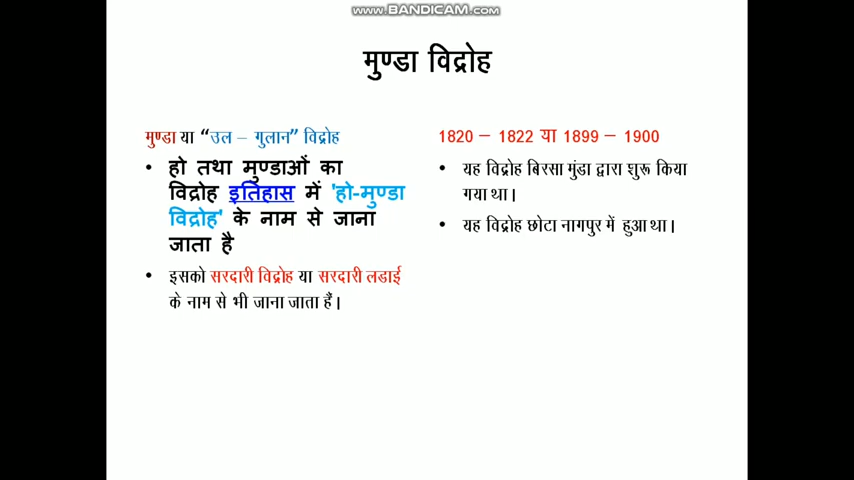 www.BANDICAM.com
मुण्डा विद्रोह
मुण्डा या “उल – गुलान” विद्रोह
• हो तथा मुण्डाओं का
विद्रोह इतिहास में 'हो-मुण्डा
विद्रोह' के नाम से जाना
जाता है
• इसको सरदारी विद्रोह या सरदारी लडाई
के नाम से भी जाना जाता हैं।
1820 – 1822 या 1899 – 1900
• यह विद्रोह बिरसा मुंडा द्वारा शुरू किया
गया था।
• यह विद्रोह छोटा नागपुर में हुआ था।